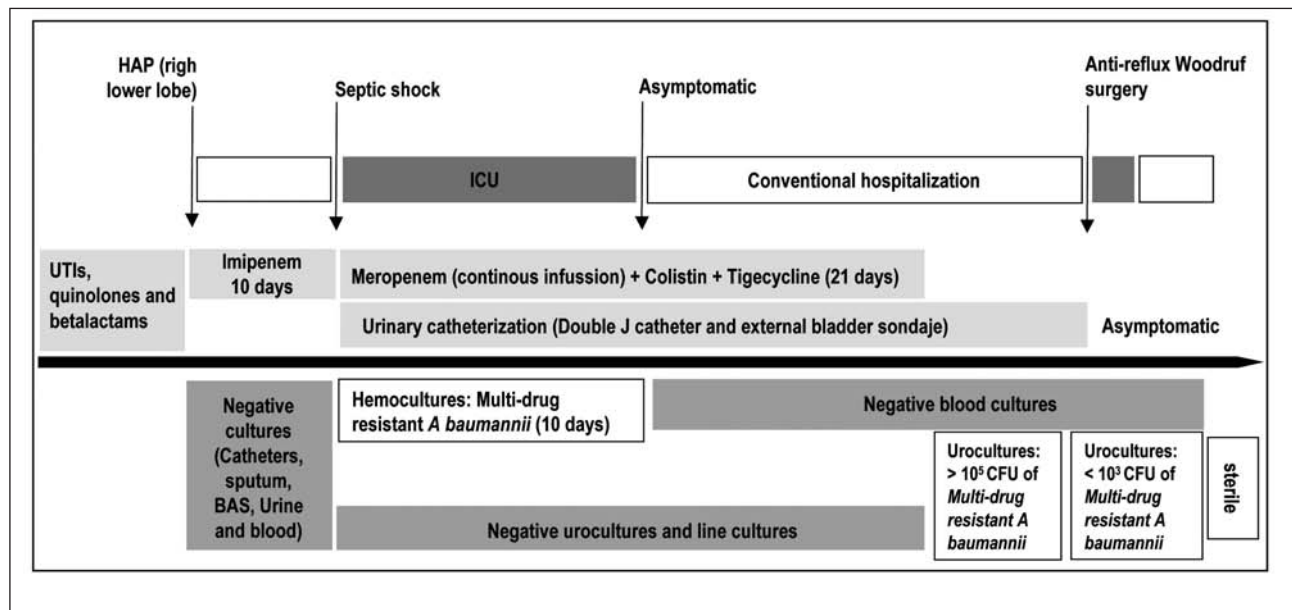 HAP (righ
lower lobe)
Septic shock
Asymptomatic
Anti-reflux Woodruf
surgery
ICU
Conventional hospitalization
UTIs,
quinolones and
betalactams
Imipenem
10 days
Meropenem (continous infussion) + Colistin + Tigecycline (21 days)
Urinary catheterization (Double J catheter and external bladder sondaje)
Asymptomatic
Negative
cultures
(Catheters,
sputum,
BAS, Urine
and blood)
Hemocultures: Multi-drug
resistant A baumannii (10 days)
Negative blood cultures
Negative urocultures and line cultures
Urocultures:
> 10⁵ CFU of
Multi-drug
resistant A
baumannii
Urocultures:
< 10³ CFU of
Multi-drug
resistant A
baumannii
sterile